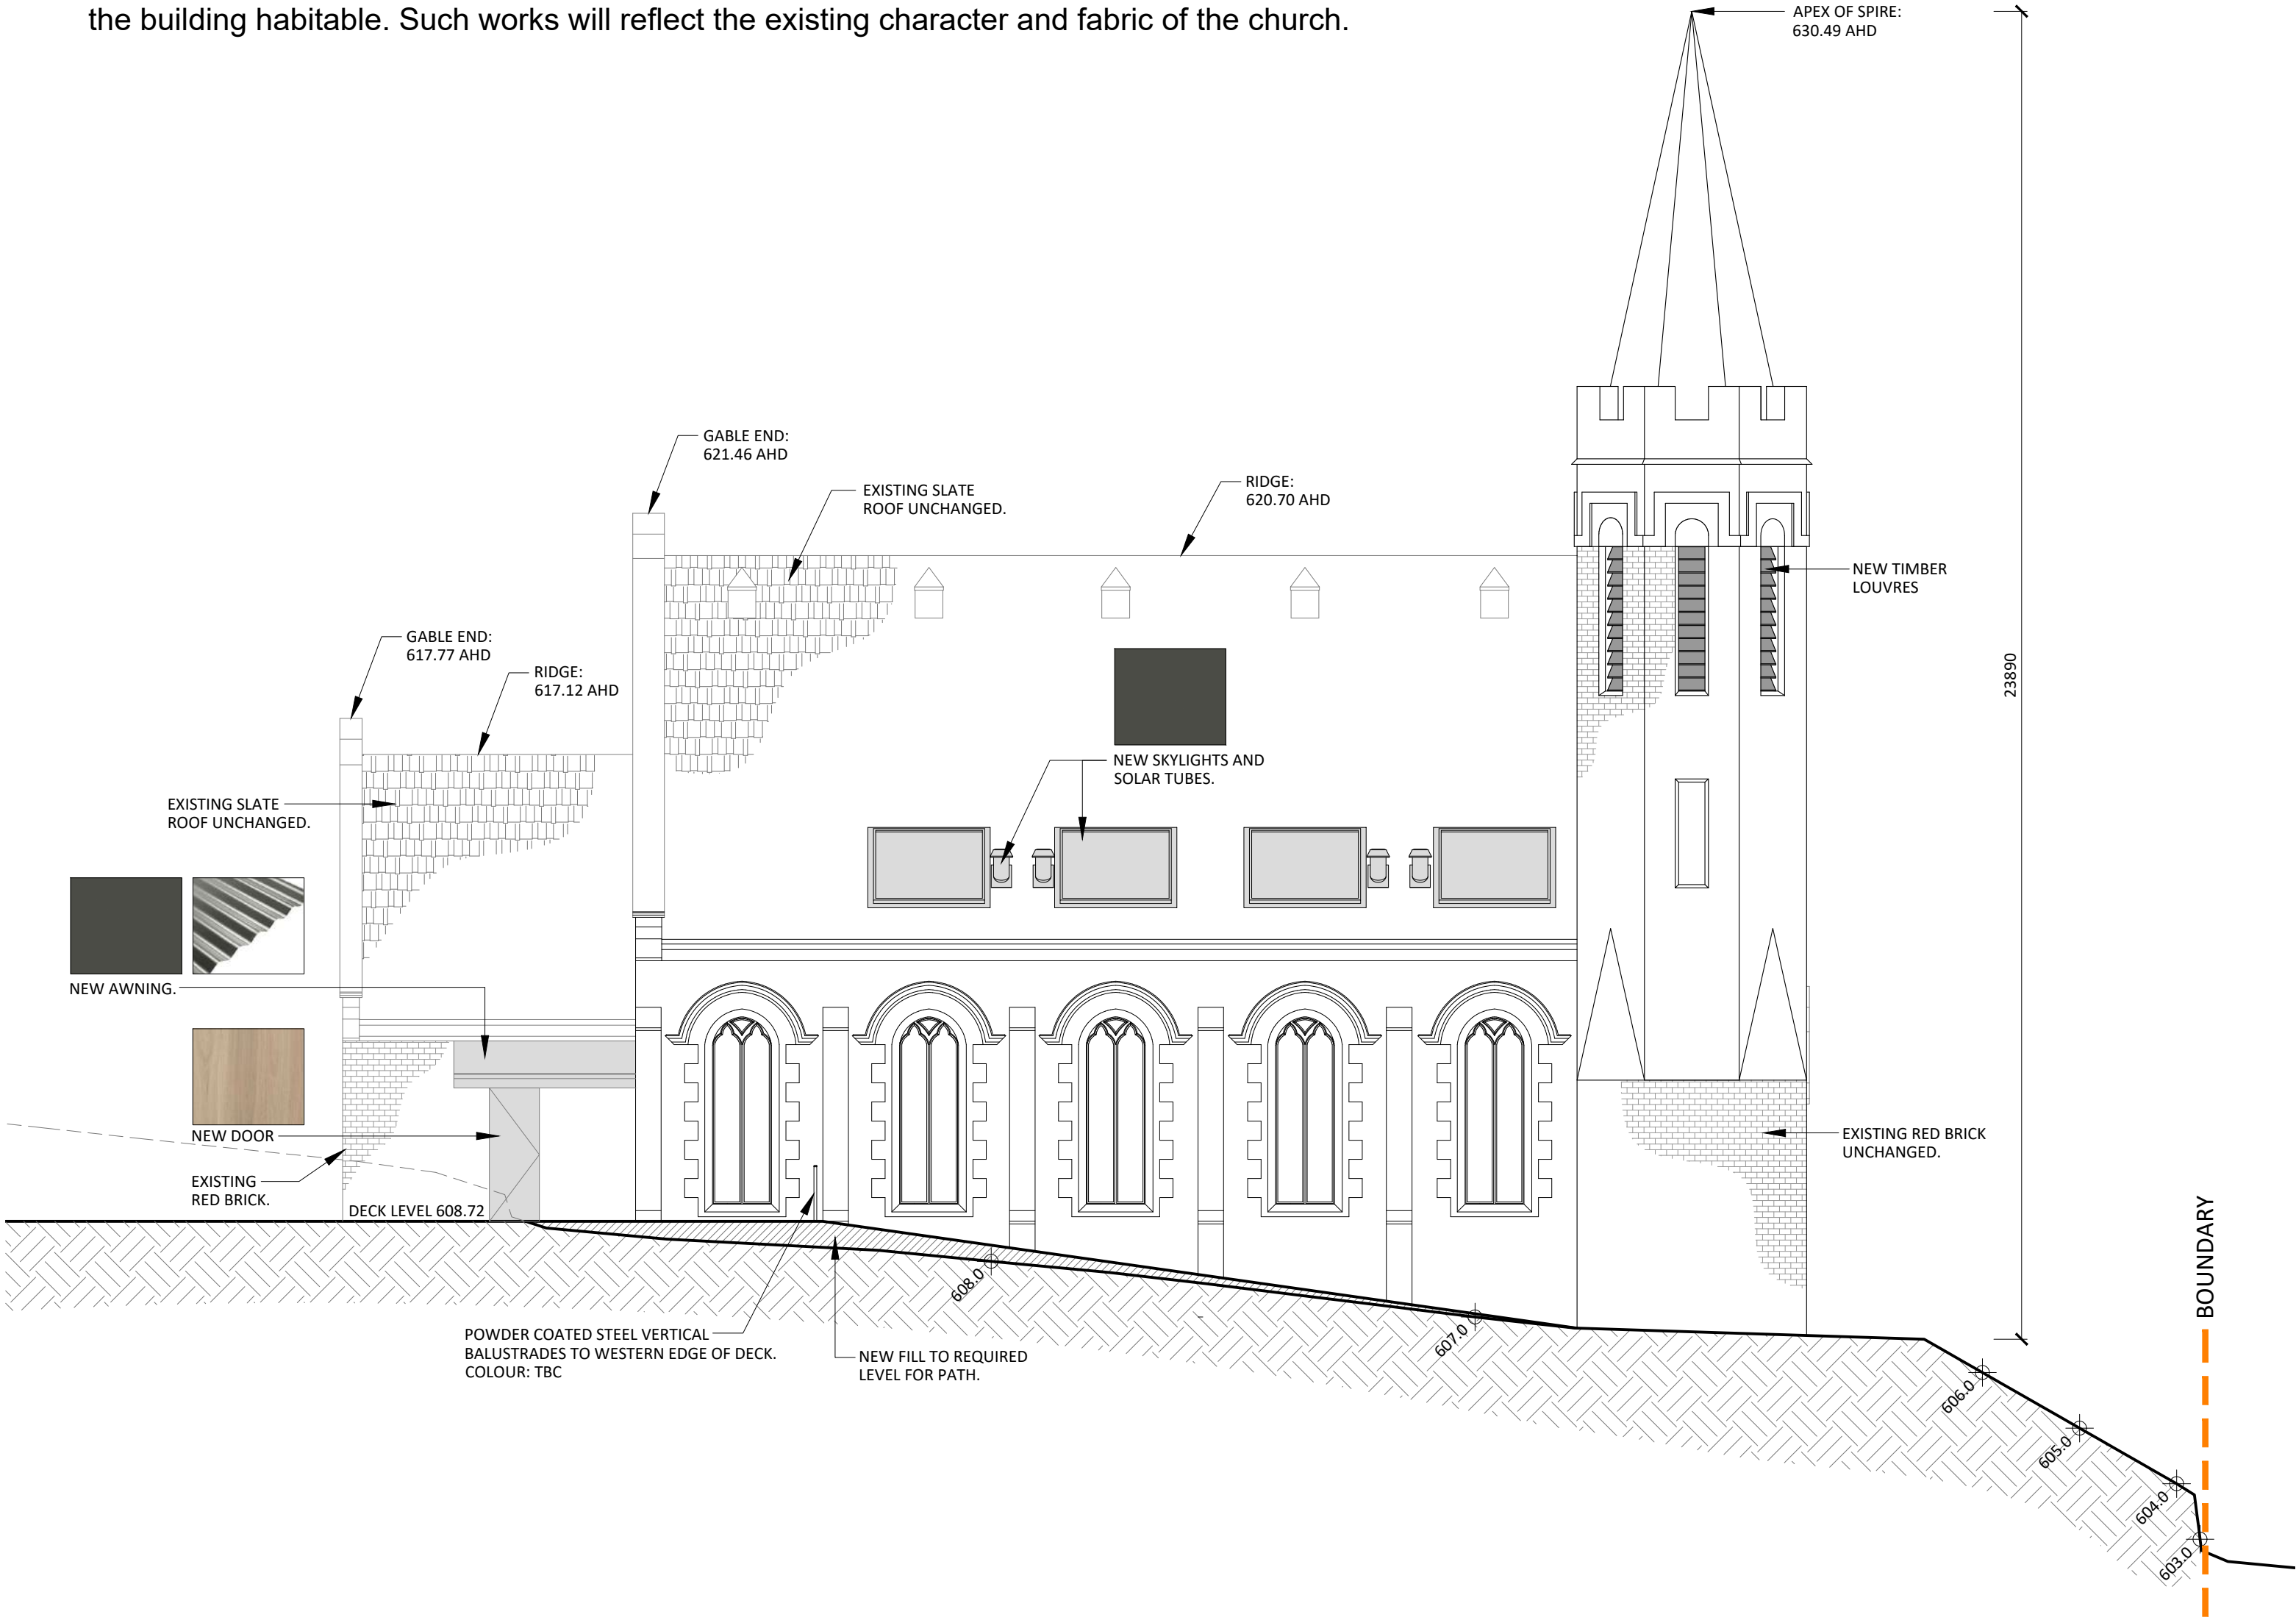 the building habitable. Such works will reflect the existing character and fabric of the church.
APEX OF SPIRE:
630.49 AHD
GABLE END:
621.46 AHD
EXISTING SLATE
ROOF UNCHANGED.
RIDGE:
620.70 AHD
NEW TIMBER
LOUVRES
GABLE END:
617.77 AHD
RIDGE:
617.12 AHD
23890
NEW SKYLIGHTS AND
SOLAR TUBES.
EXISTING SLATE
ROOF UNCHANGED.
NEW AWNING.
NEW DOOR
EXISTING RED BRICK
UNCHANGED.
EXISTING
RED BRICK.
DECK LEVEL 608.72
BOUNDARY
608.0
607.0
POWDER COATED STEEL VERTICAL
BALUSTRADES TO WESTERN EDGE OF DECK.
COLOUR: TBC
NEW FILL TO REQUIRED
LEVEL FOR PATH.
606.0
605.0
604.0
603.0